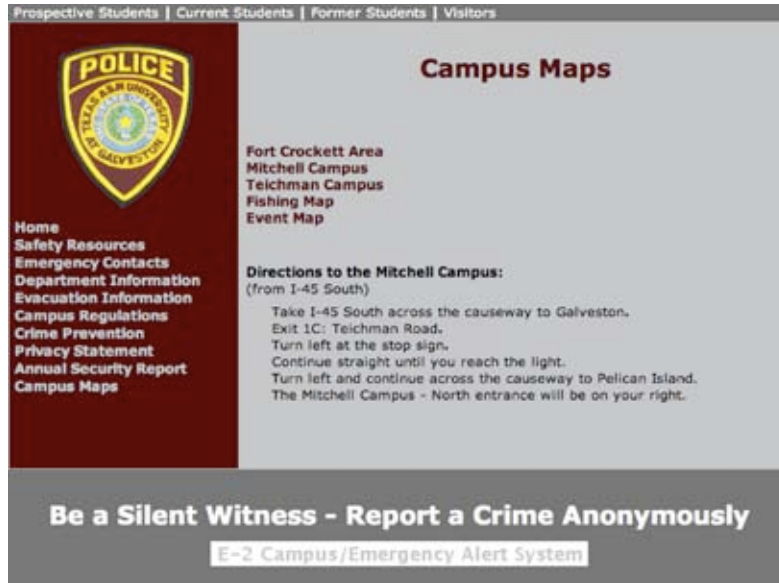 Prospective Students | Current Students | Former Students | Visitors
POLICE
TEXAS A&M UNIVERSITY
AT GALVESTON
Home
Safety Resources
Emergency Contacts
Department Information
Evacuation Information
Campus Regulations
Crime Prevention
Privacy Statement
Annual Security Report
Campus Maps
Campus Maps
Fort Crockett Area
Mitchell Campus
Teichman Campus
Fishing Map
Event Map
Directions to the Mitchell Campus:
(from I-45 South)
Take I-45 South across the causeway to Galveston.
Exit 1C: Teichman Road.
Turn left at the stop sign.
Continue straight until you reach the light.
Turn left and continue across the causeway to Pelican Island.
The Mitchell Campus - North entrance will be on your right.
Be a Silent Witness - Report a Crime Anonymously
E-2 Campus/Emergency Alert System